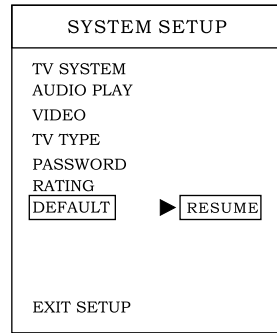 SYSTEM SETUP
TV SYSTEM
AUDIO PLAY
VIDEO
TV TYPE
PASSWORD
RATING
DEFAULT RESUME
EXIT SETUP